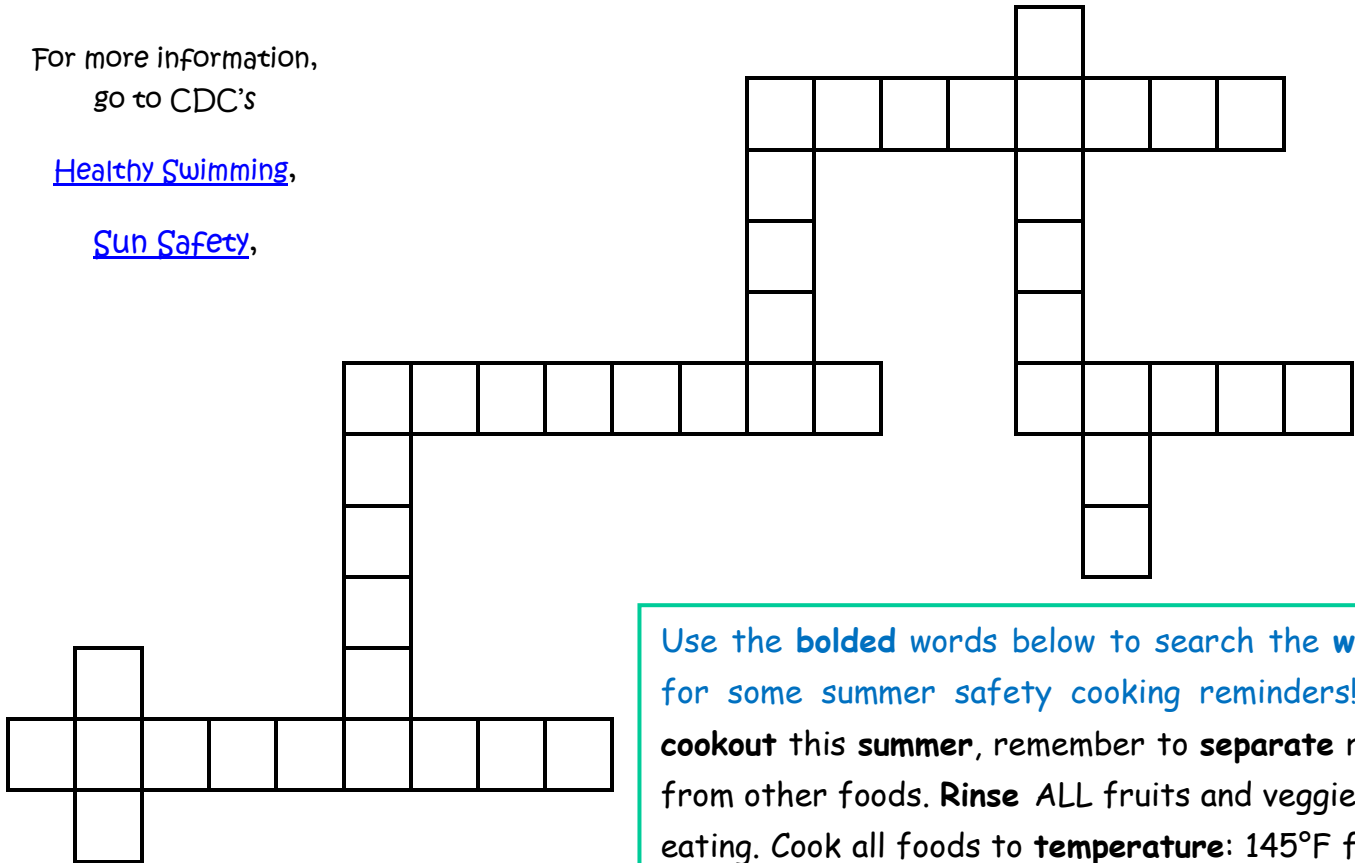 For more information,
go to CDC's
Healthy Swimming,
Sun Safety,
Use the bolded words below to search the
for some summer safety cooking reminders!
cookout this summer, remember to separate
from other foods. Rinse ALL fruits and
eating. Cook all foods to temperature: 145°F